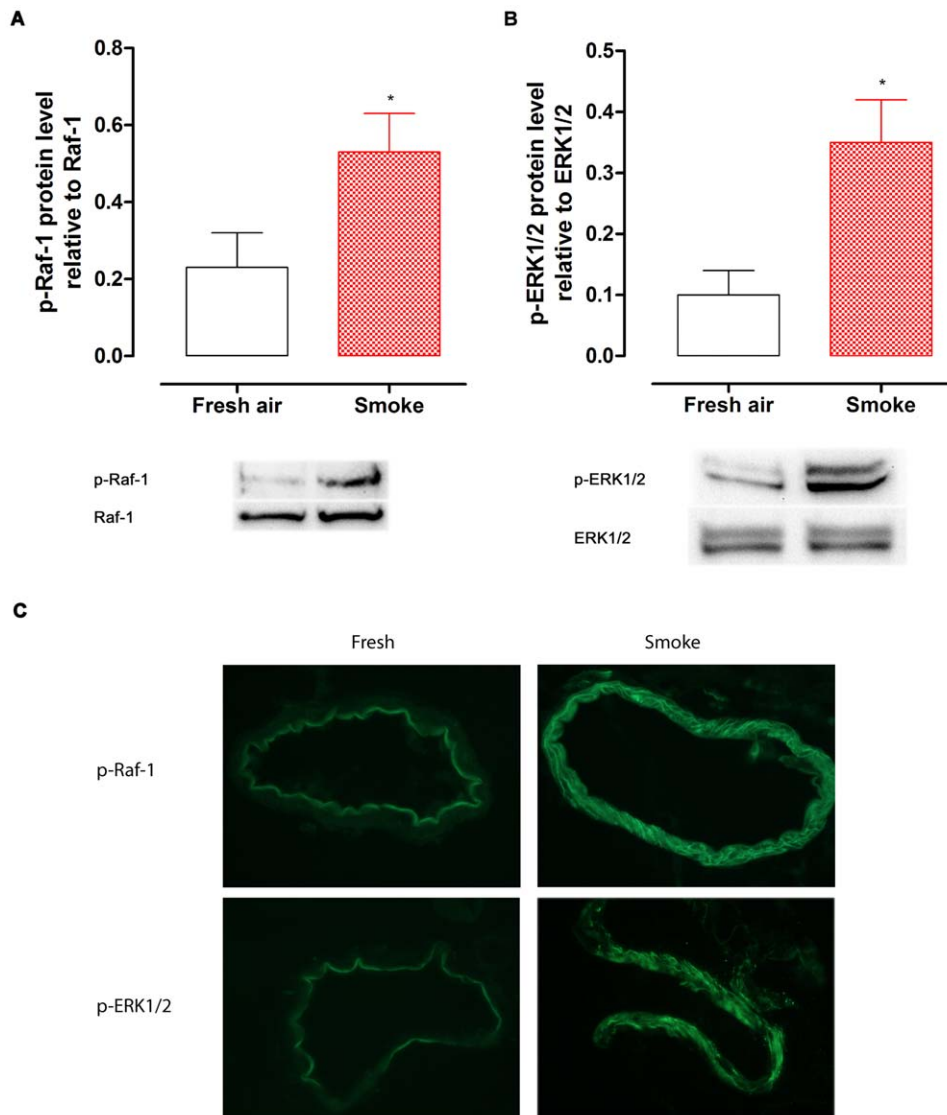 A
p-Raf-1 protein level
relative to Raf-1
0.8
0.6
0.4
0.2
0.0
*
Fresh air
Smoke
p-Raf-1
Raf-1
B
p-ERK1/2 protein level
relative to ERK1/2
0.5
0.4
0.3
0.2
0.1
0.0
*
Fresh air
Smoke
p-ERK1/2
ERK1/2
C
Fresh
Smoke
p-Raf-1
p-ERK1/2